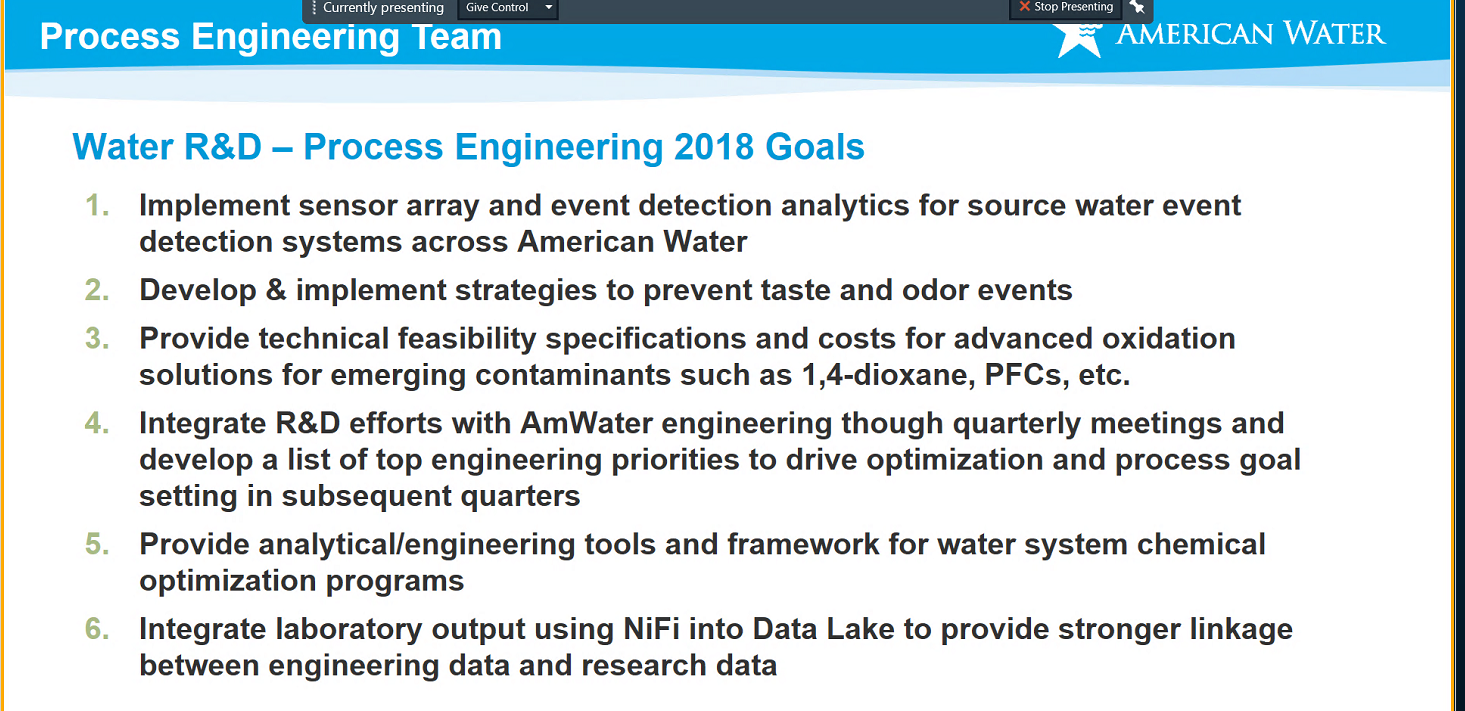 Currently presenting Give Control Stop Presenting
Process Engineering Team AMERICAN WATER
Water R&D – Process Engineering 2018 Goals
1. Implement sensor array and event detection analytics for source water event
detection systems across American Water
2. Develop & implement strategies to prevent taste and odor events
3. Provide technical feasibility specifications and costs for advanced oxidation
solutions for emerging contaminants such as 1,4-dioxane, PFCs, etc.
4. Integrate R&D efforts with AmWater engineering though quarterly meetings and
develop a list of top engineering priorities to drive optimization and process goal
setting in subsequent quarters
5. Provide analytical/engineering tools and framework for water system chemical
optimization programs
6. Integrate laboratory output using NiFi into Data Lake to provide stronger linkage
between engineering data and research data